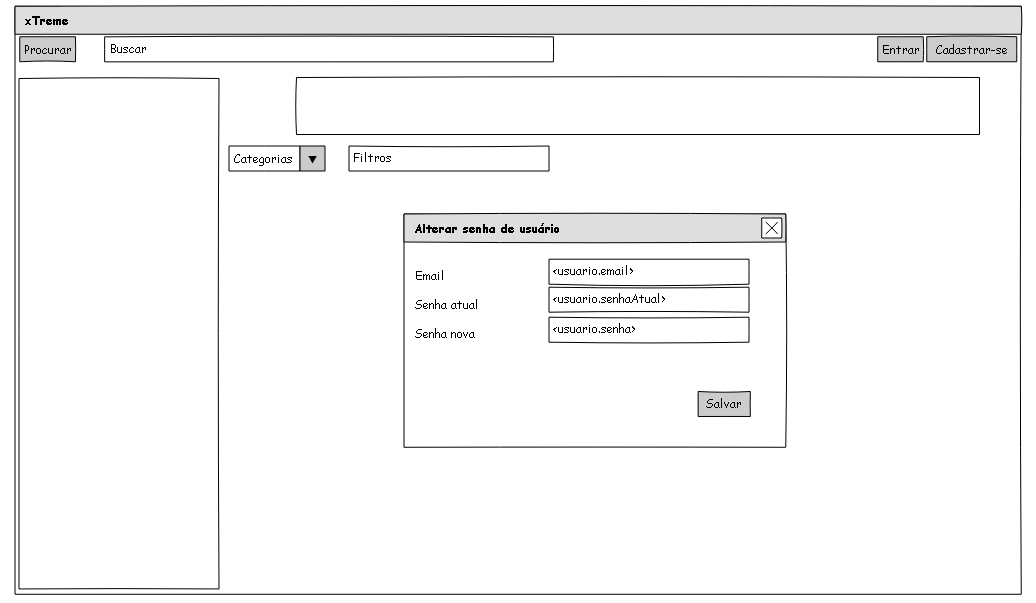 xTreme
Procurar
Buscar
Entrar
Cadastrar-se
Categorias
Filtros
Alterar senha de usuário
Email
<usuario.email>
Senha atual
<usuario.senhaAtual>
Senha nova
<usuario.senha>
Salvar